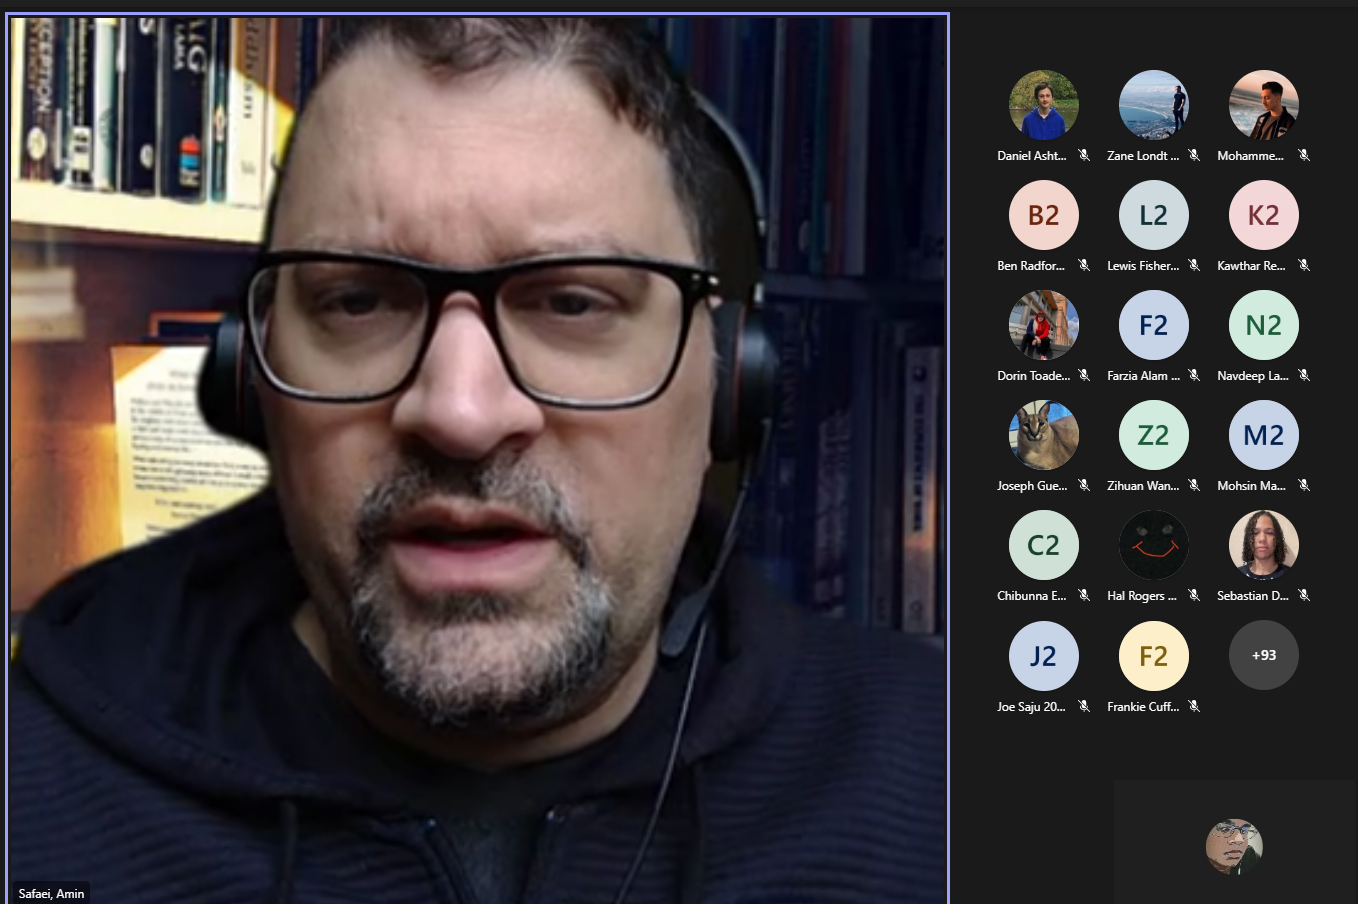 Safaei, Amin
Daniel Asht...
Zane Londt ...
Mohamme...
B2
L2
K2
Ben Radfor...
Lewis Fisher...
Kawthar Re...
F2
N2
Dorin Toade...
Farzia Alam ...
Navdeep La...
Z2
M2
Joseph Gue...
Zihuan Wan...
Mohsin Ma...
C2
Chibunna E...
Hal Rogers ...
Sebastian D...
J2
F2
+93
Joe Saju 20...
Frankie Cuff...